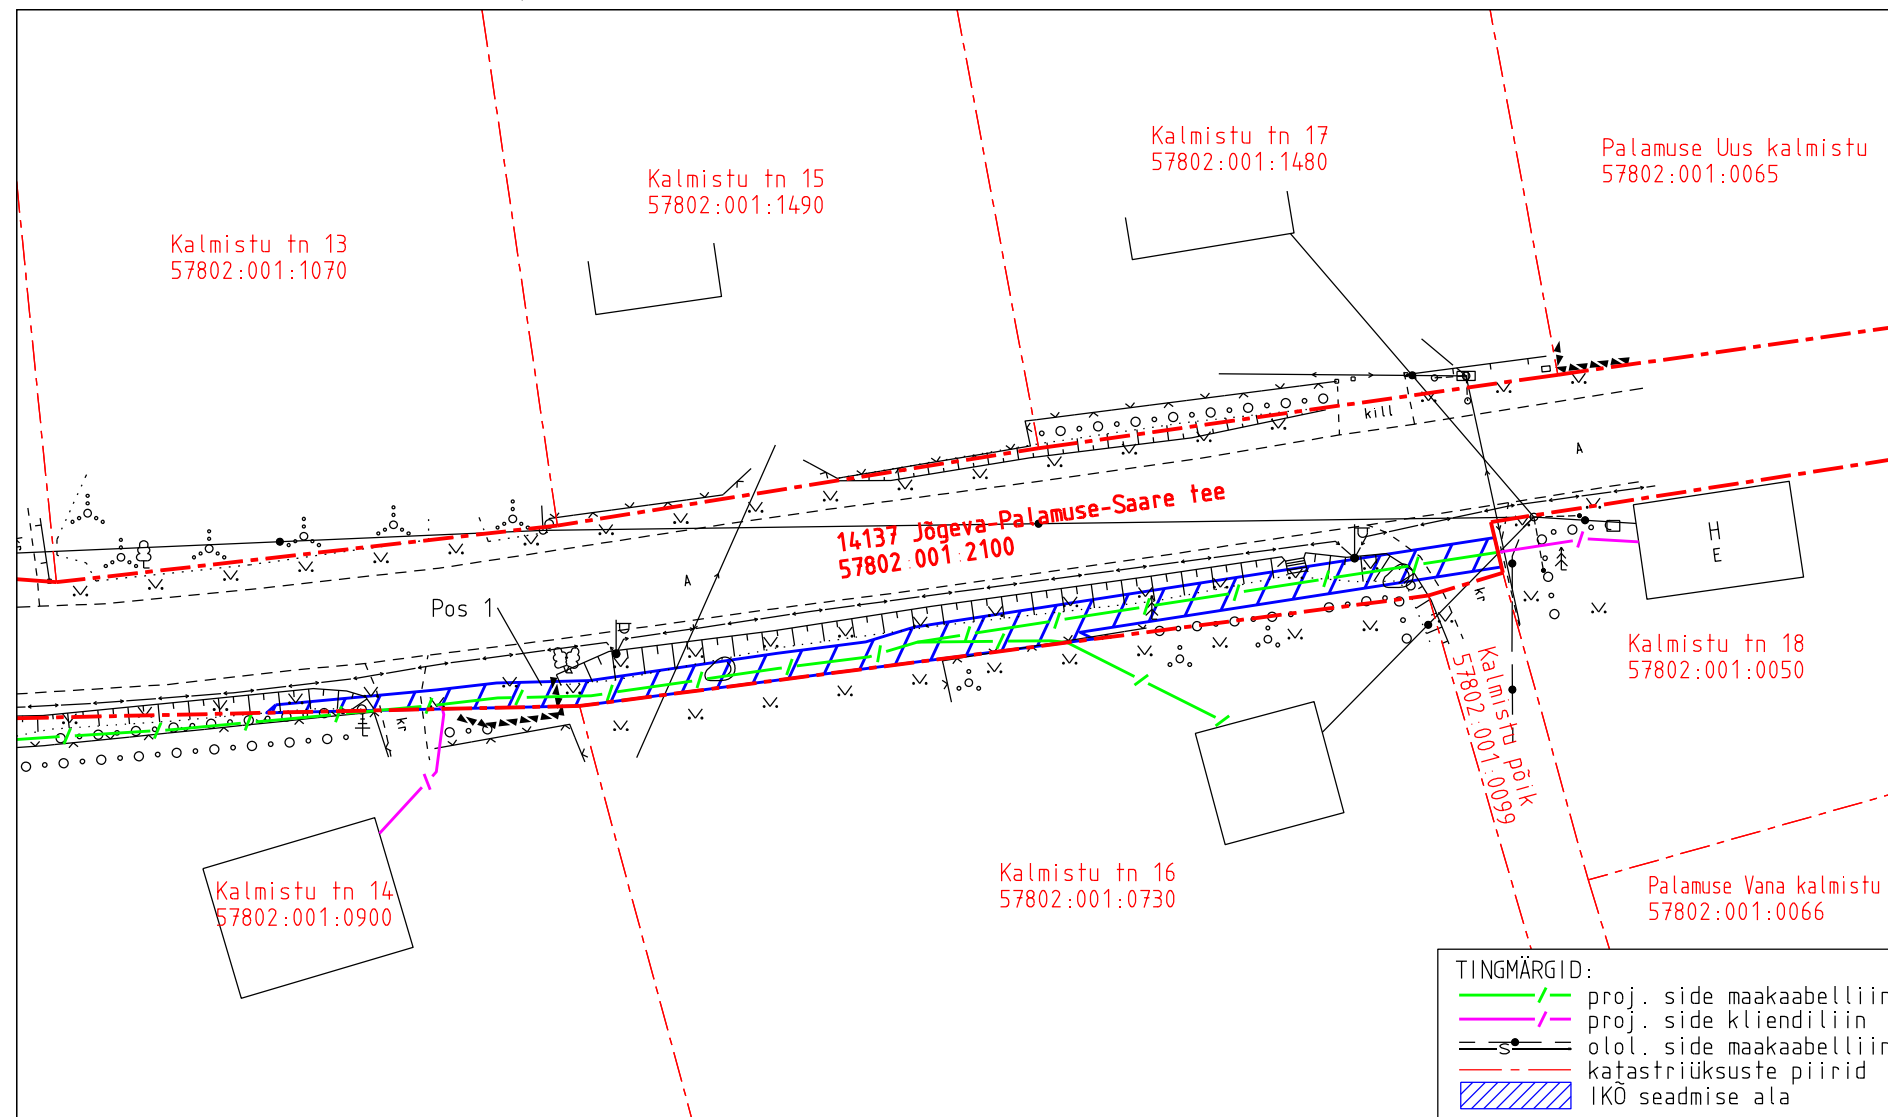 Kalmistu tn 17
57802:001:1480
Palamuse Uus kalmistu
57802:001:0065
Kalmistu tn 15
57802:001:1490
Kalmistu tn 13
57802:001:1070
kill
A
14137 Jõgeva-Palamuse-Saare tee
57802:001:2100
H
E
A
Pos 1
kr
kr
Kalmistu tn 18
57802:001:0050
Kalmistu põik
57802:001:0099
Kalmistu tn 16
57802:001:0730
Kalmistu tn 14
57802:001:0900
Palamuse Vana kalmistu
57802:001:0066
TINGMÄRGID:
proj. side maakaabelliin
proj. side kliendiliin
S
olol. side maakaabelliin
katastriüksuste piirid
IKÕ seadmise ala